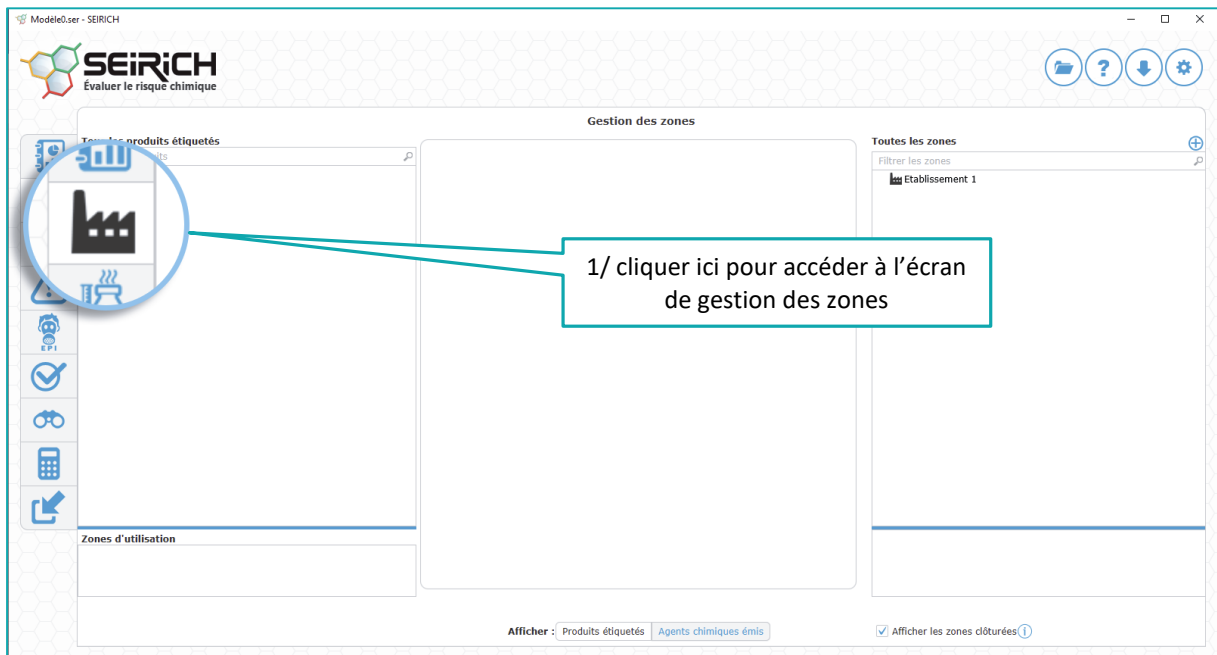 Modèle0.ser - SEIRICH
SEiRiCH
Évaluer le risque chimique
Gestion des zones
produits étiquetés
Toutes les zones
Filtrer les zones
Etablissement 1
1/ cliquer ici pour accéder à l'écran
de gestion des zones
EPI
Zones d'utilisation
Afficher : Produits étiquetés Agents chimiques émis
Afficher les zones clôturées